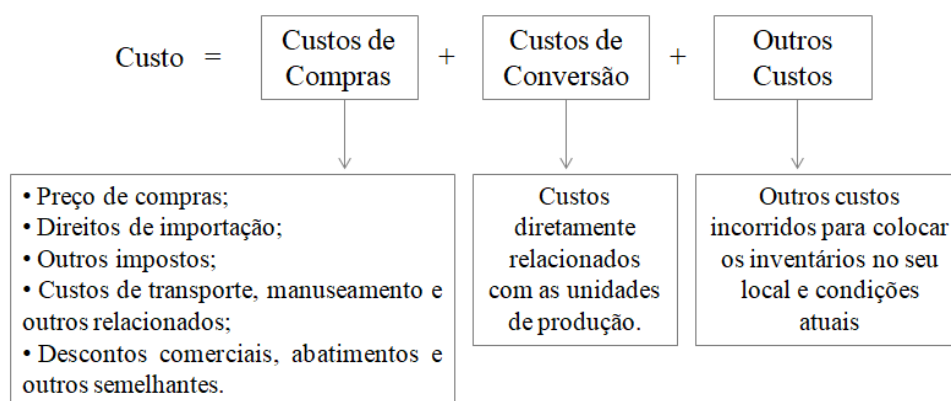 Custo = Custos de Compras + Custos de Conversão + Outros Custos
• Preço de compras;
• Direitos de importação;
• Outros impostos;
• Custos de transporte, manuseamento e
outros relacionados;
• Descontos comerciais, abatimentos e
outros semelhantes.
Custos
diretamente
relacionados
com as unidades
de produção.
Outros custos
incorridos para colocar
os inventários no seu
local e condições
atuais